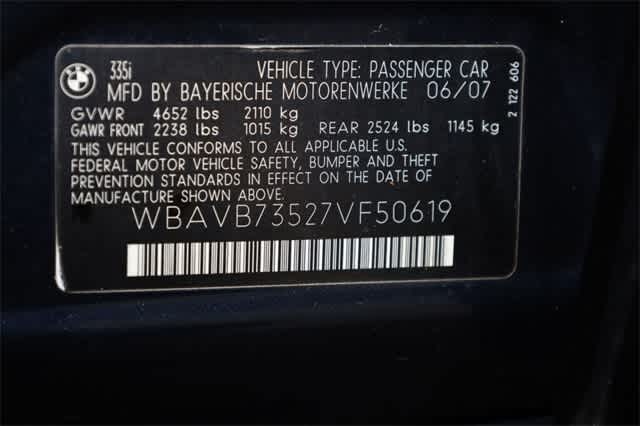 BMW
335i VEHICLE TYPE: PASSENGER CAR
MFD BY BAYERISCHE MOTORENWERKE 06/07
GVWR 4652 lbs 2110 kg
GAWR FRONT 2238 lbs 1015 kg REAR 2524 lbs 1145 kg
THIS VEHICLE CONFORMS TO ALL APPLICABLE U.S.
FEDERAL MOTOR VEHICLE SAFETY, BUMPER AND THEFT
PREVENTION STANDARDS IN EFFECT ON THE DATE OF
MANUFACTURE SHOWN ABOVE.
WBAVB73527VF50619
2 122 606